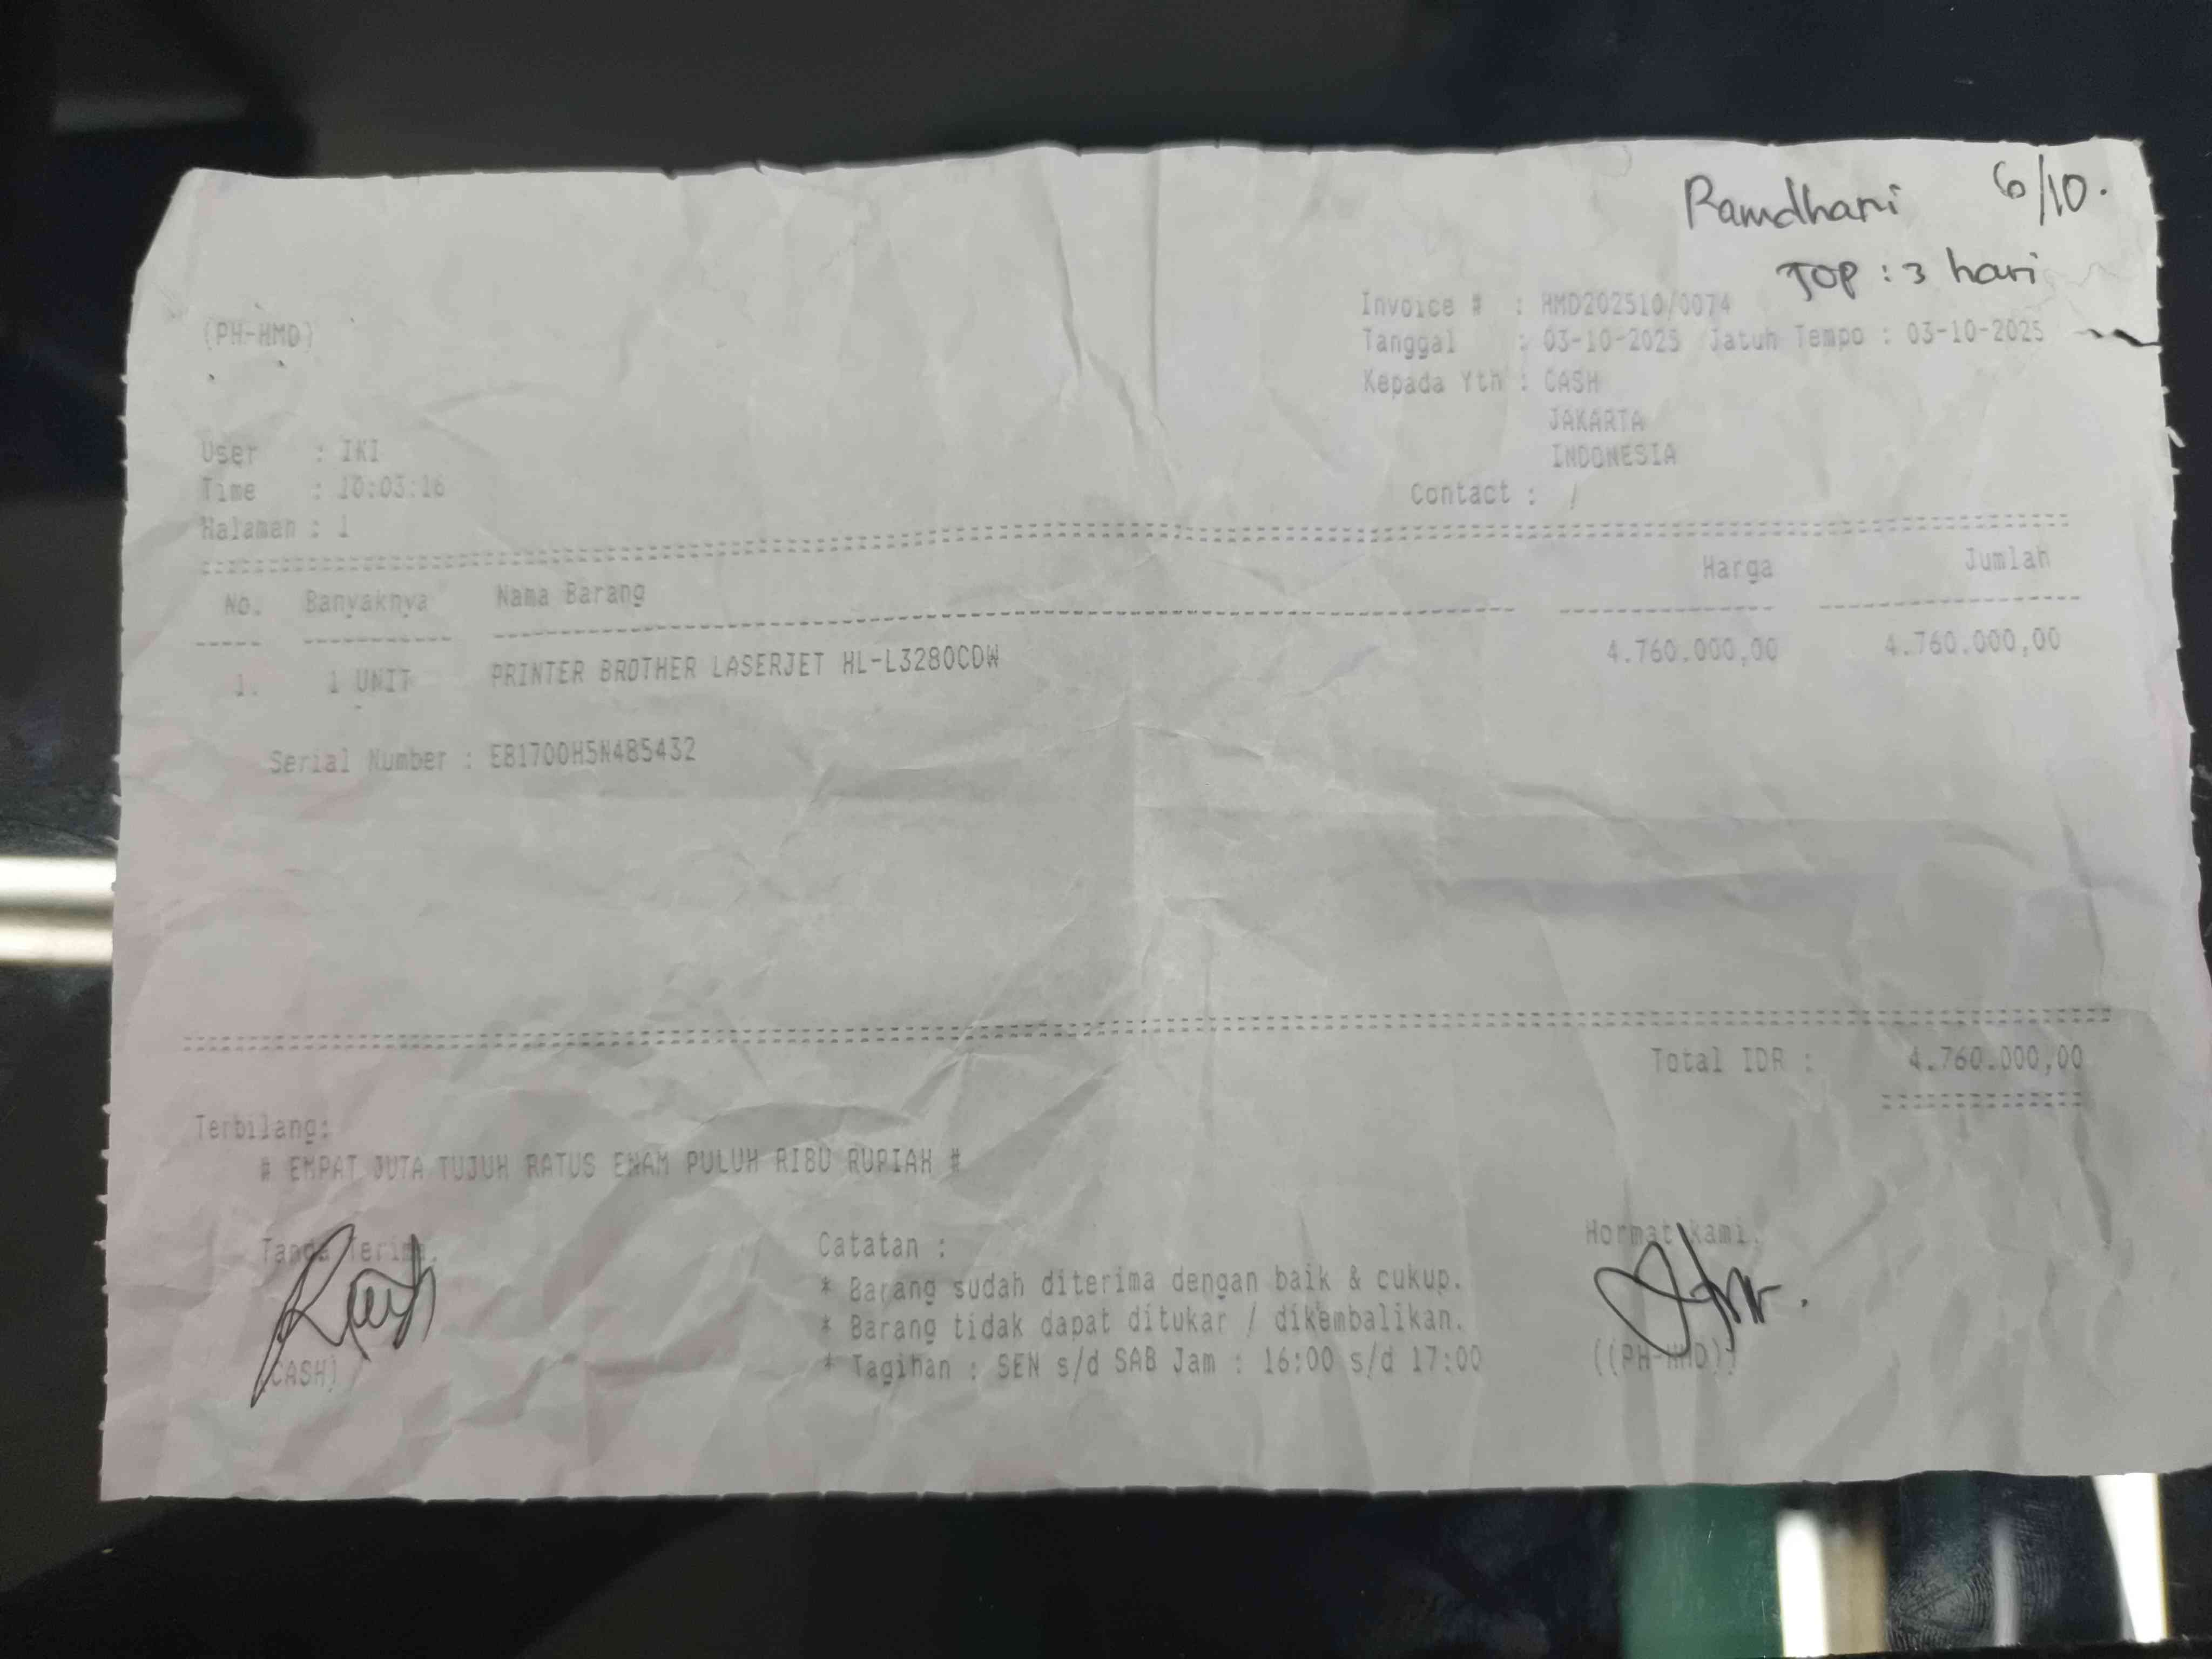 Ramdhani 6/10.
TOP : 3 hari
(PH-HMD)
Invoice # : HMD202510/0074
Tanggal : 03-10-2025 Jatuh Tempo : 03-10-2025
Kepada Yth : CASH
JAKARTA
INDONESIA
User : IKI
Time : 10:03:16
Halaman : 1
Contact : /
No. Banyaknya Nama Barang Harga Jumlah
1. 1 UNIT PRINTER BROTHER LASERJET HL-L3280CDW 4.760.000,00 4.760.000,00
Serial Number : E81700H5N485432
Total IDR : 4.760.000,00
Terbilang:
# EMPAT JUTA TUJUH RATUS ENAM PULUH RIBU RUPIAH #
Tanda Terima,
Catatan :
Hormat kami,
* Barang sudah diterima dengan baik & cukup.
* Barang tidak dapat ditukar / dikembalikan.
* Tagihan : SEN s/d SAB Jam : 16:00 s/d 17:00
(CASH)
((PH-HMD))